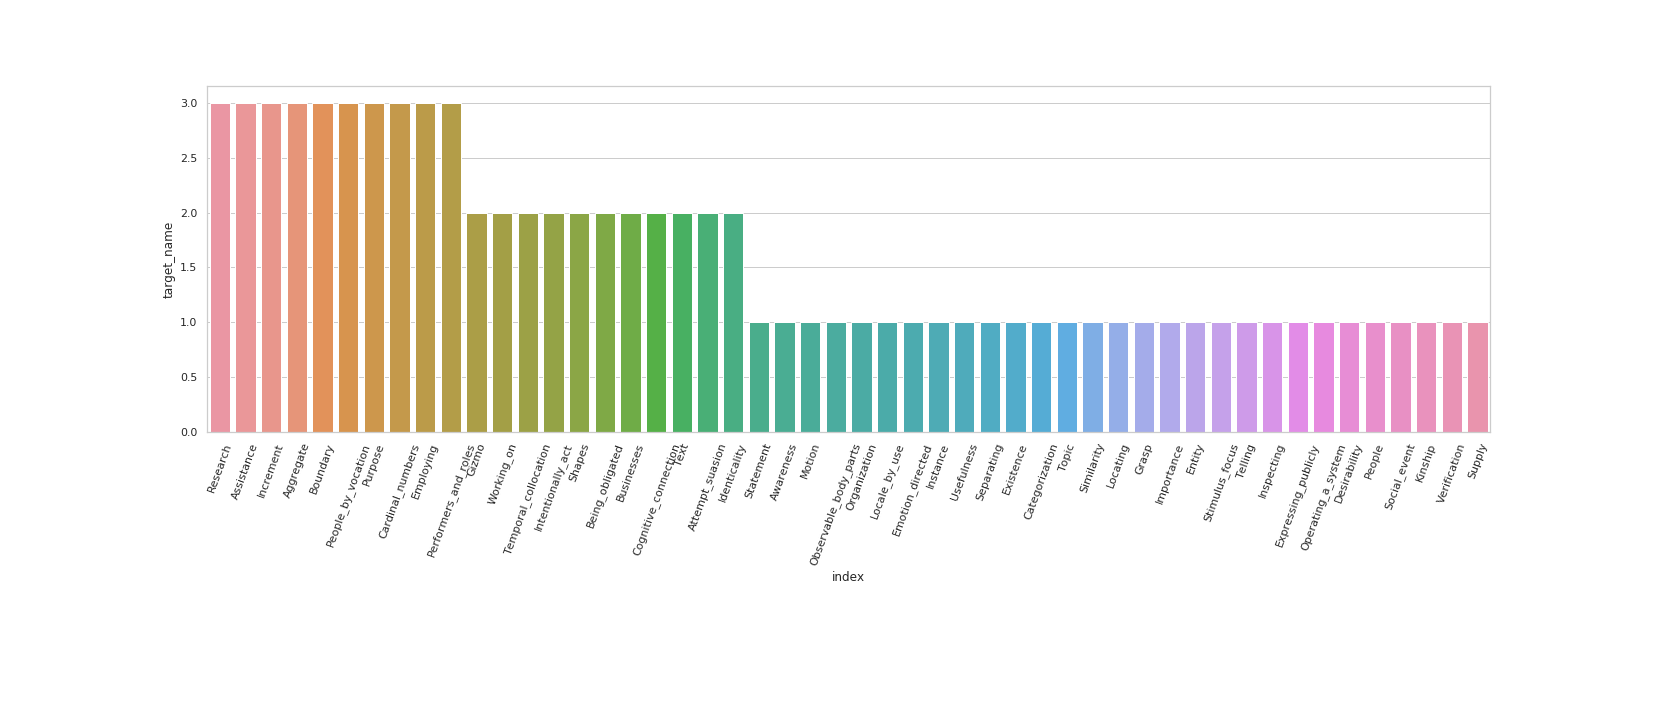 3.0
2.5
2.0
1.5
1.0
0.5
0.0
target_name
Research
Assistance
Increment
Aggregate
Boundary
People_by_vocation
Purpose
Cardinal_numbers
Employing
Performers_and_roles
Gizmo
Working_on
Temporal_collocation
Intentionally_act
Shapes
Being_obligated
Businesses
Cognitive_connection
Text
Attempt_suasion
Identicality
Statement
Awareness
Motion
Observable_body_parts
Organization
Locale_by_use
Emotion_directed
Instance
Usefulness
Separating
Existence
Categorization
Topic
Similarity
Locating
Grasp
Importance
Entity
Stimulus_focus
Telling
Inspecting
Expressing_publicly
Operating_a_system
Desirability
People
Social_event
Kinship
Verification
Supply
index